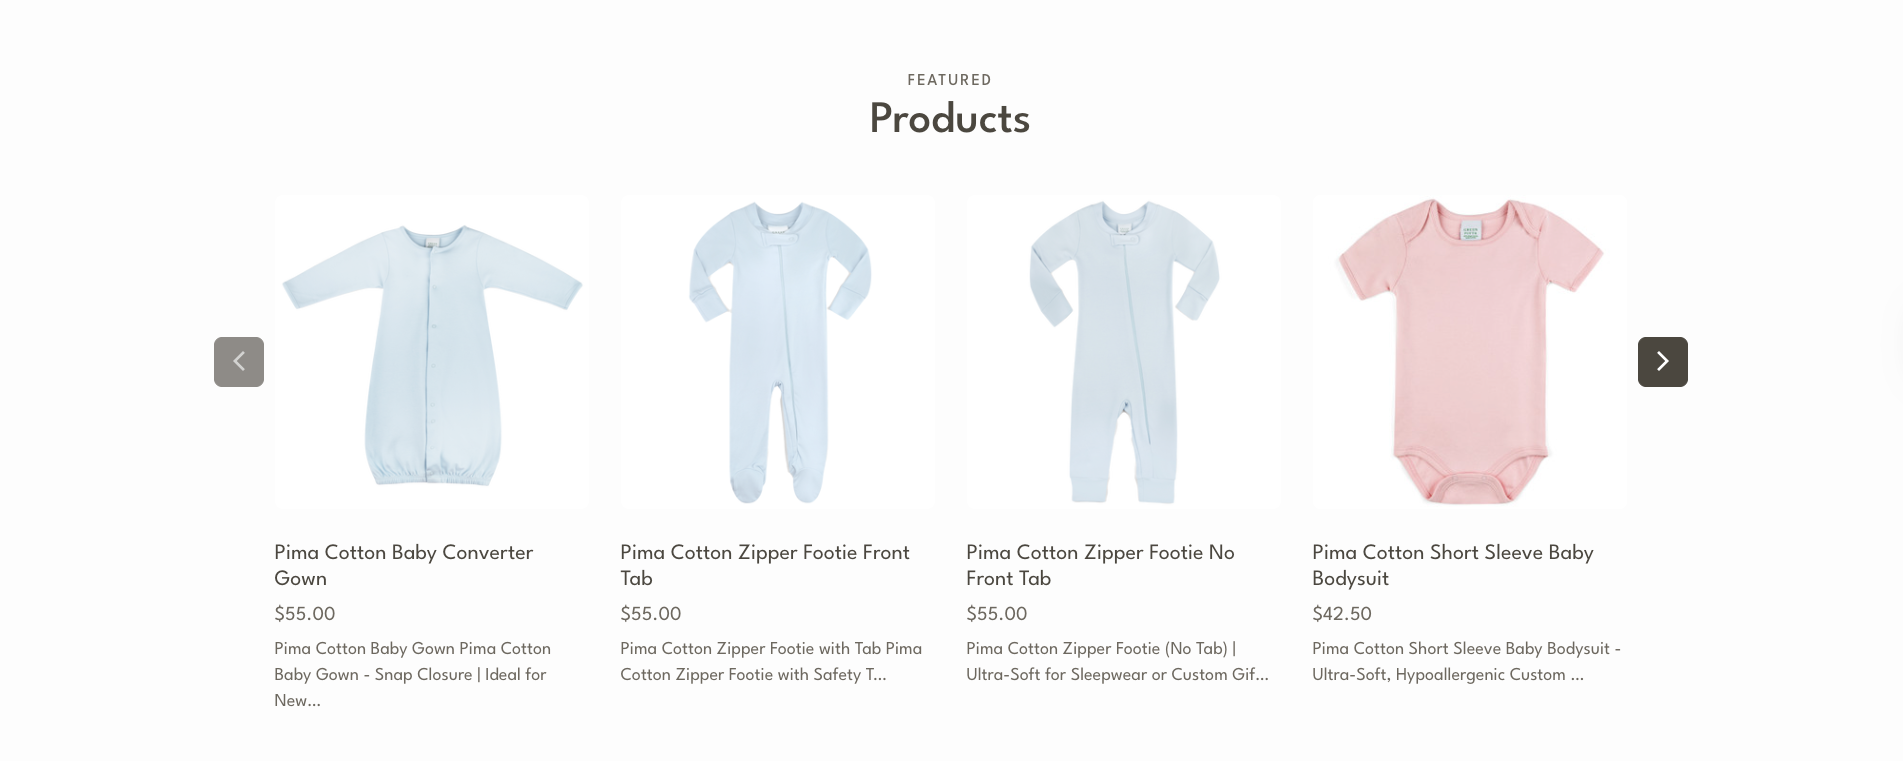 FEATURED
Products
Pima Cotton Baby Converter
Gown
$55.00
Pima Cotton Baby Gown Pima Cotton
Baby Gown - Snap Closure | Ideal for
New...
Pima Cotton Zipper Footie Front
Tab
$55.00
Pima Cotton Zipper Footie with Tab Pima
Cotton Zipper Footie with Safety T...
Pima Cotton Zipper Footie No
Front Tab
$55.00
Pima Cotton Zipper Footie (No Tab) |
Ultra-Soft for Sleepwear or Custom Gif...
Pima Cotton Short Sleeve Baby
Bodysuit
$42.50
Pima Cotton Short Sleeve Baby Bodysuit -
Ultra-Soft, Hypoallergenic Custom ...